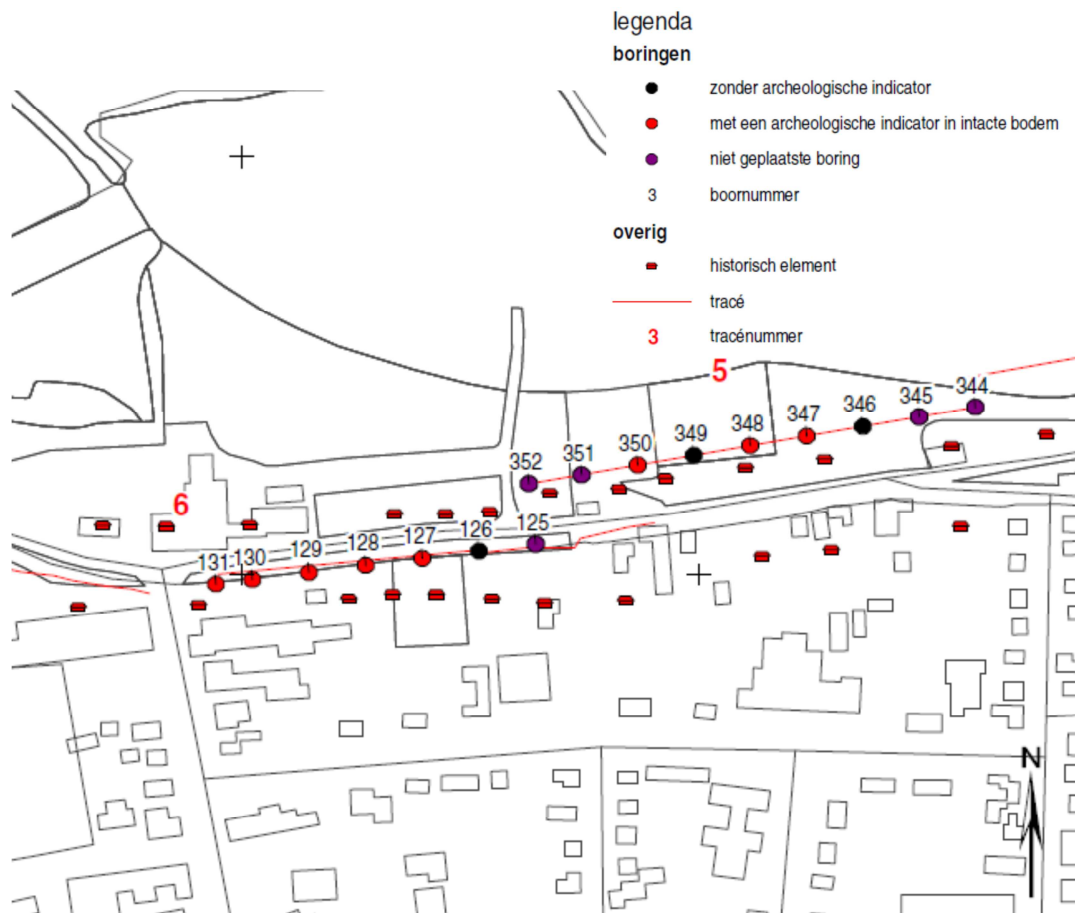 legenda
boringen
zonder archeologische indicator
met een archeologische indicator in intacte bodem
niet geplaatste boring
3 boornummer
overig
historisch element
tracé
3 tracénummer
5
344
345
346
347
348
349
350
351
352
6
125
126
127
128
129
130
131
N